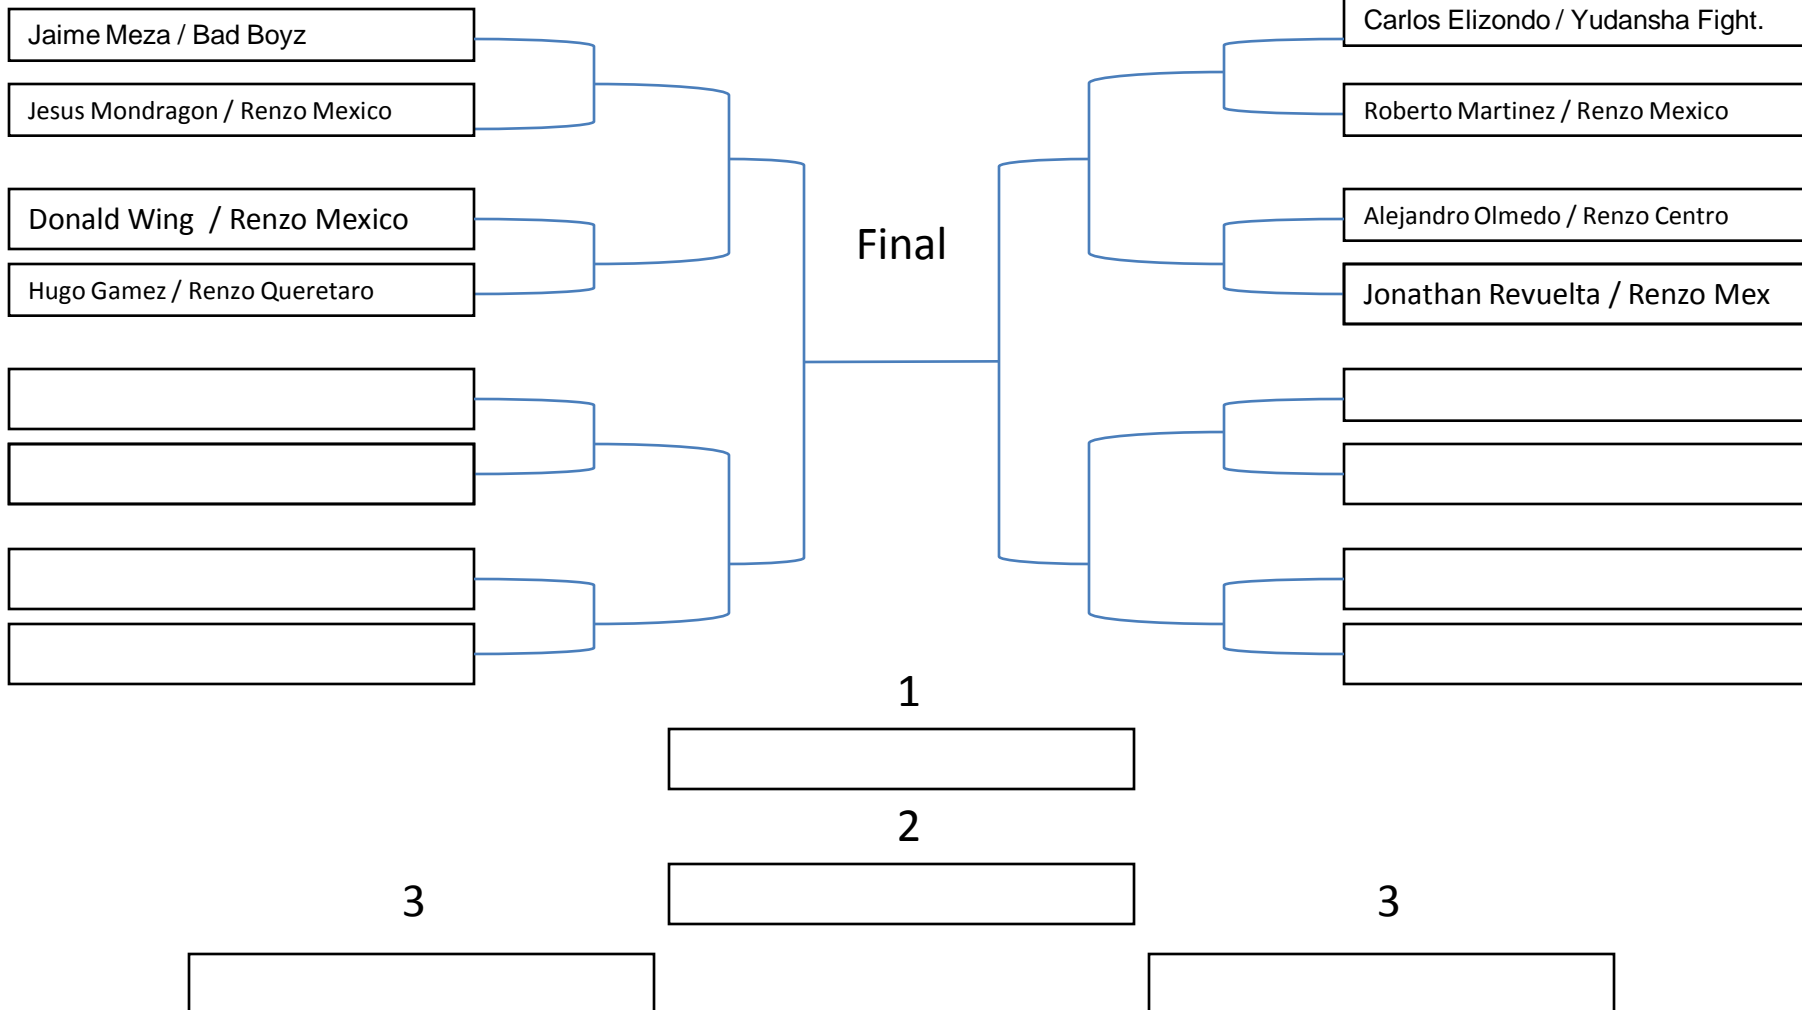 Jaime Meza / Bad Boyz
Jesus Mondragon / Renzo Mexico
Donald Wing / Renzo Mexico
Hugo Gamez / Renzo Queretaro
Final
Carlos Elizondo / Yudansha Fight.
Roberto Martinez / Renzo Mexico
Alejandro Olmedo / Renzo Centro
Jonathan Revuelta / Renzo Mex
1
2
3
3